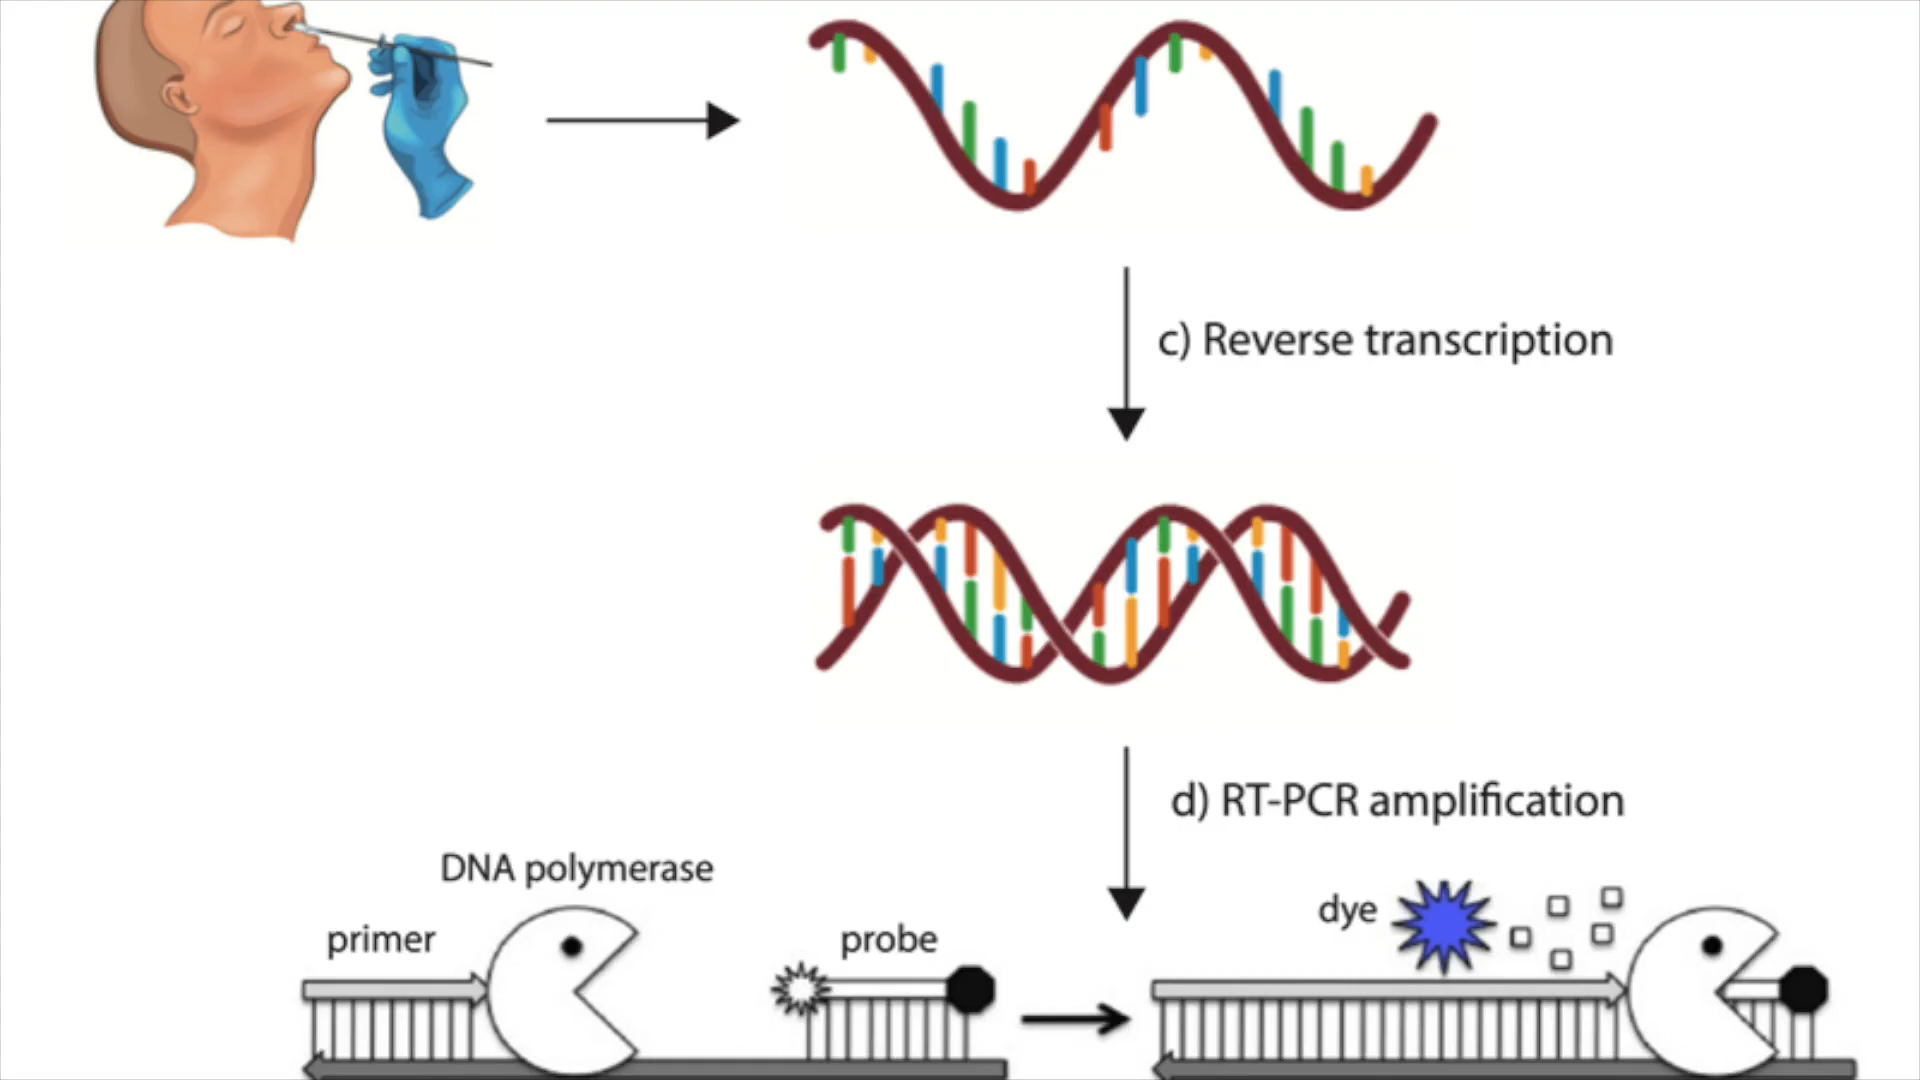 c) Reverse transcription
d) RT-PCR amplification
DNA polymerase
primer
probe
dye